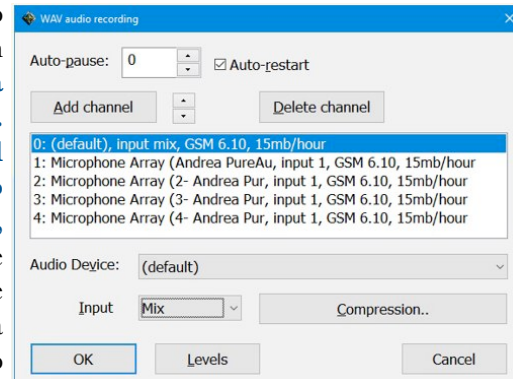 WAV audio recording
Auto-pause: 0 Auto-restart
Add channel Delete channel
0: (default), input mix, GSM 6.10, 15mb/hour
1: Microphone Array (Andrea PureAu, input 1, GSM 6.10, 15mb/hour
2: Microphone Array (2- Andrea Pur, input 1, GSM 6.10, 15mb/hour
3: Microphone Array (3- Andrea Pur, input 1, GSM 6.10, 15mb/hour
4: Microphone Array (4- Andrea Pur, input 1, GSM 6.10, 15mb/hour
Audio Device: (default)
Input Mix Compression..
OK Levels Cancel